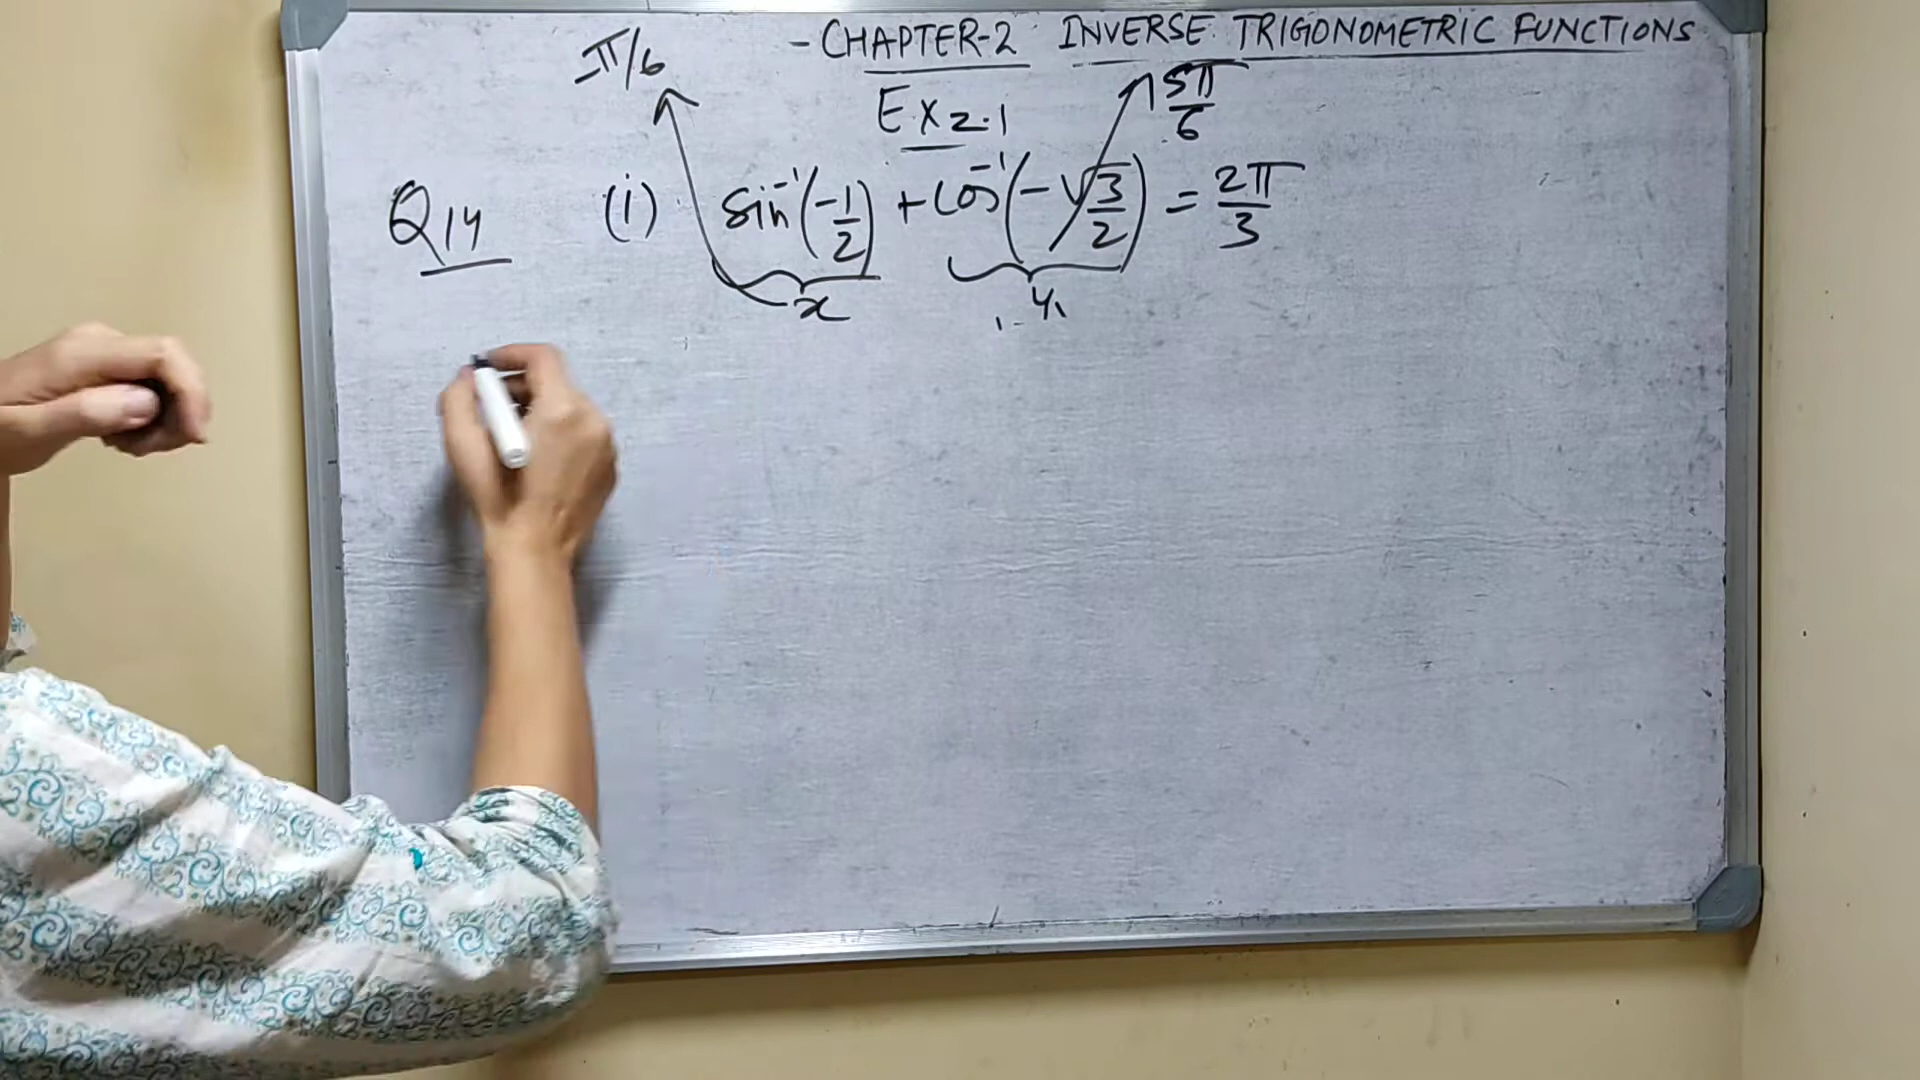 -CHAPTER-2 INVERSE TRIGONOMETRIC FUNCTIONS
-π/6
Ex 2.1
5π/6
Q14 (i) sin⁻¹(-1/2) + cos⁻¹(-√3/2) = 2π/3
x y